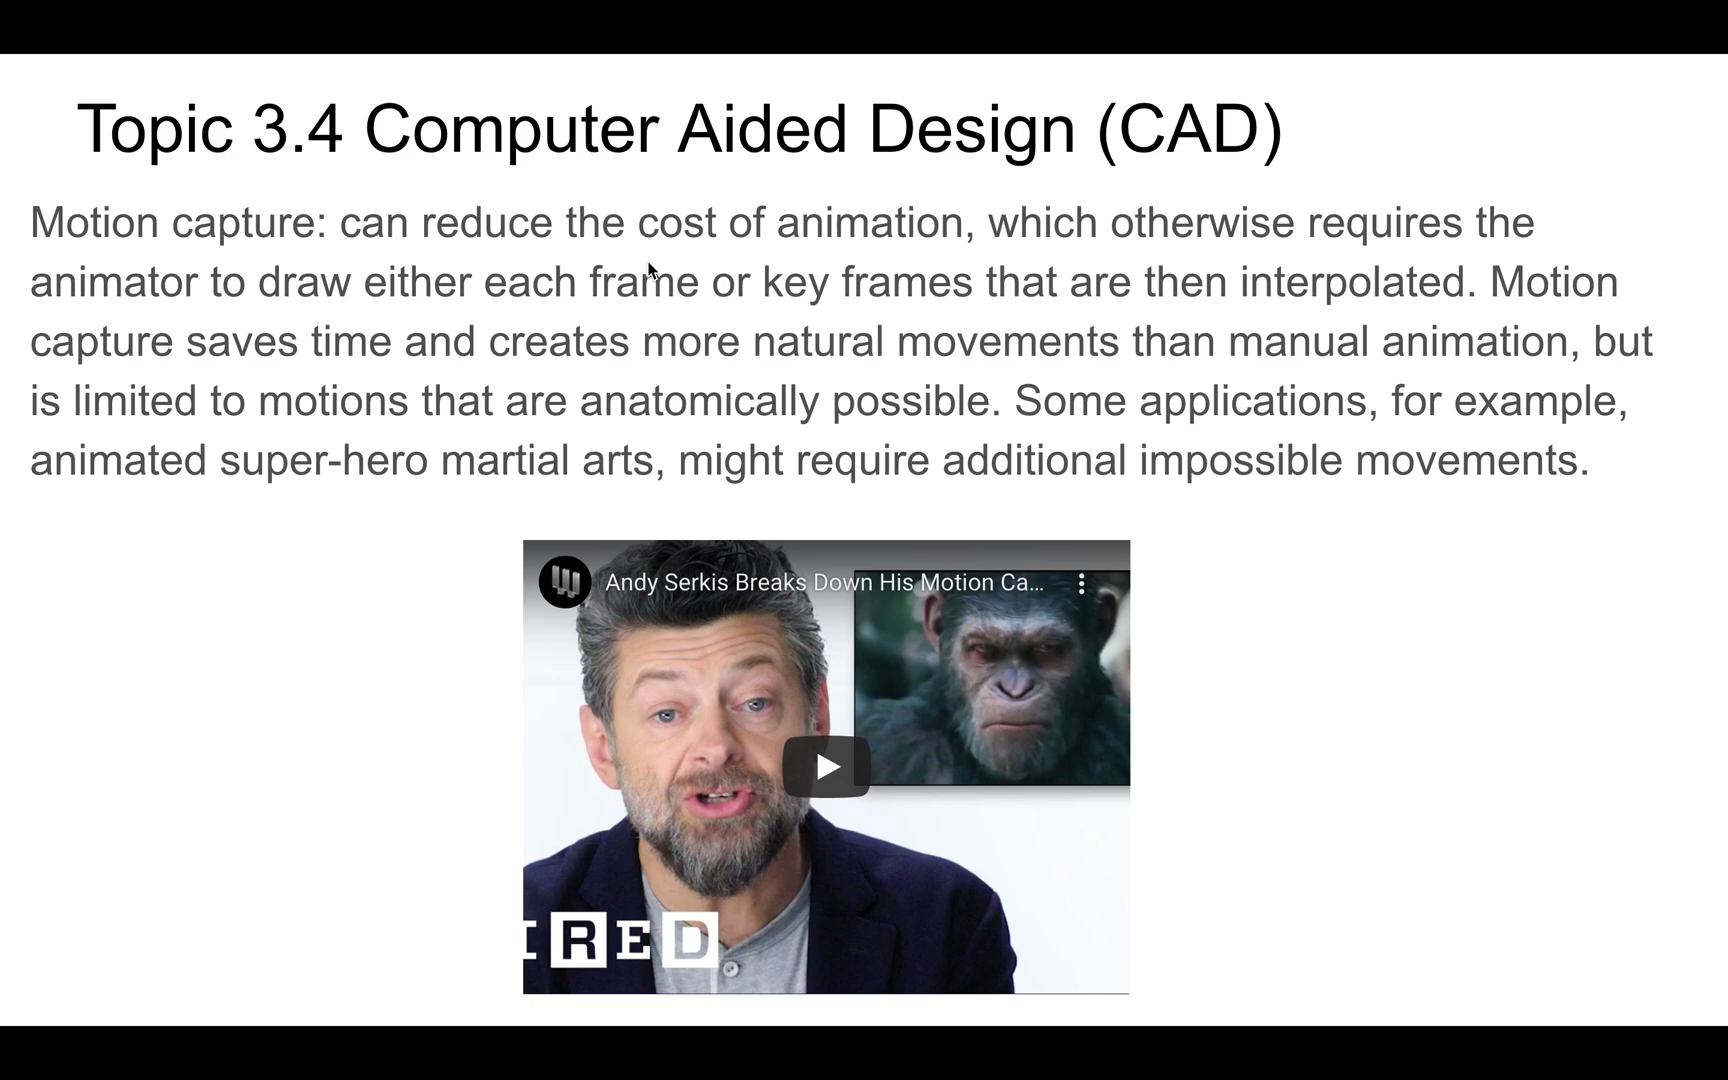 Topic 3.4 Computer Aided Design (CAD)
Motion capture: can reduce the cost of animation, which otherwise requires the
animator to draw either each frame or key frames that are then interpolated. Motion
capture saves time and creates more natural movements than manual animation, but
is limited to motions that are anatomically possible. Some applications, for example,
animated super-hero martial arts, might require additional impossible movements.
Andy Serkis Breaks Down His Motion Ca...
IRED